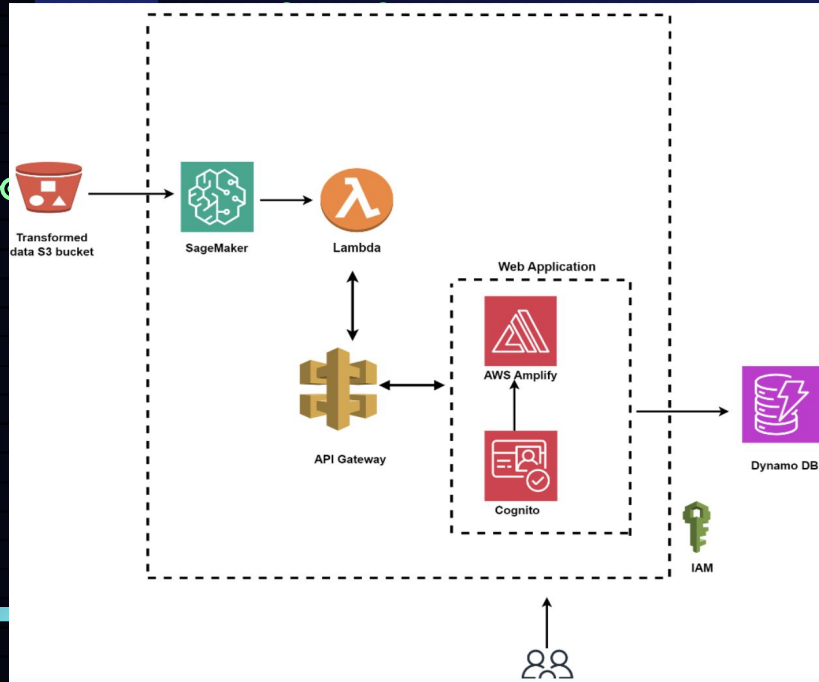 Transformed
data S3 bucket
SageMaker
Lambda
Web Application
AWS Amplify
API Gateway
Cognito
Dynamo DB
IAM